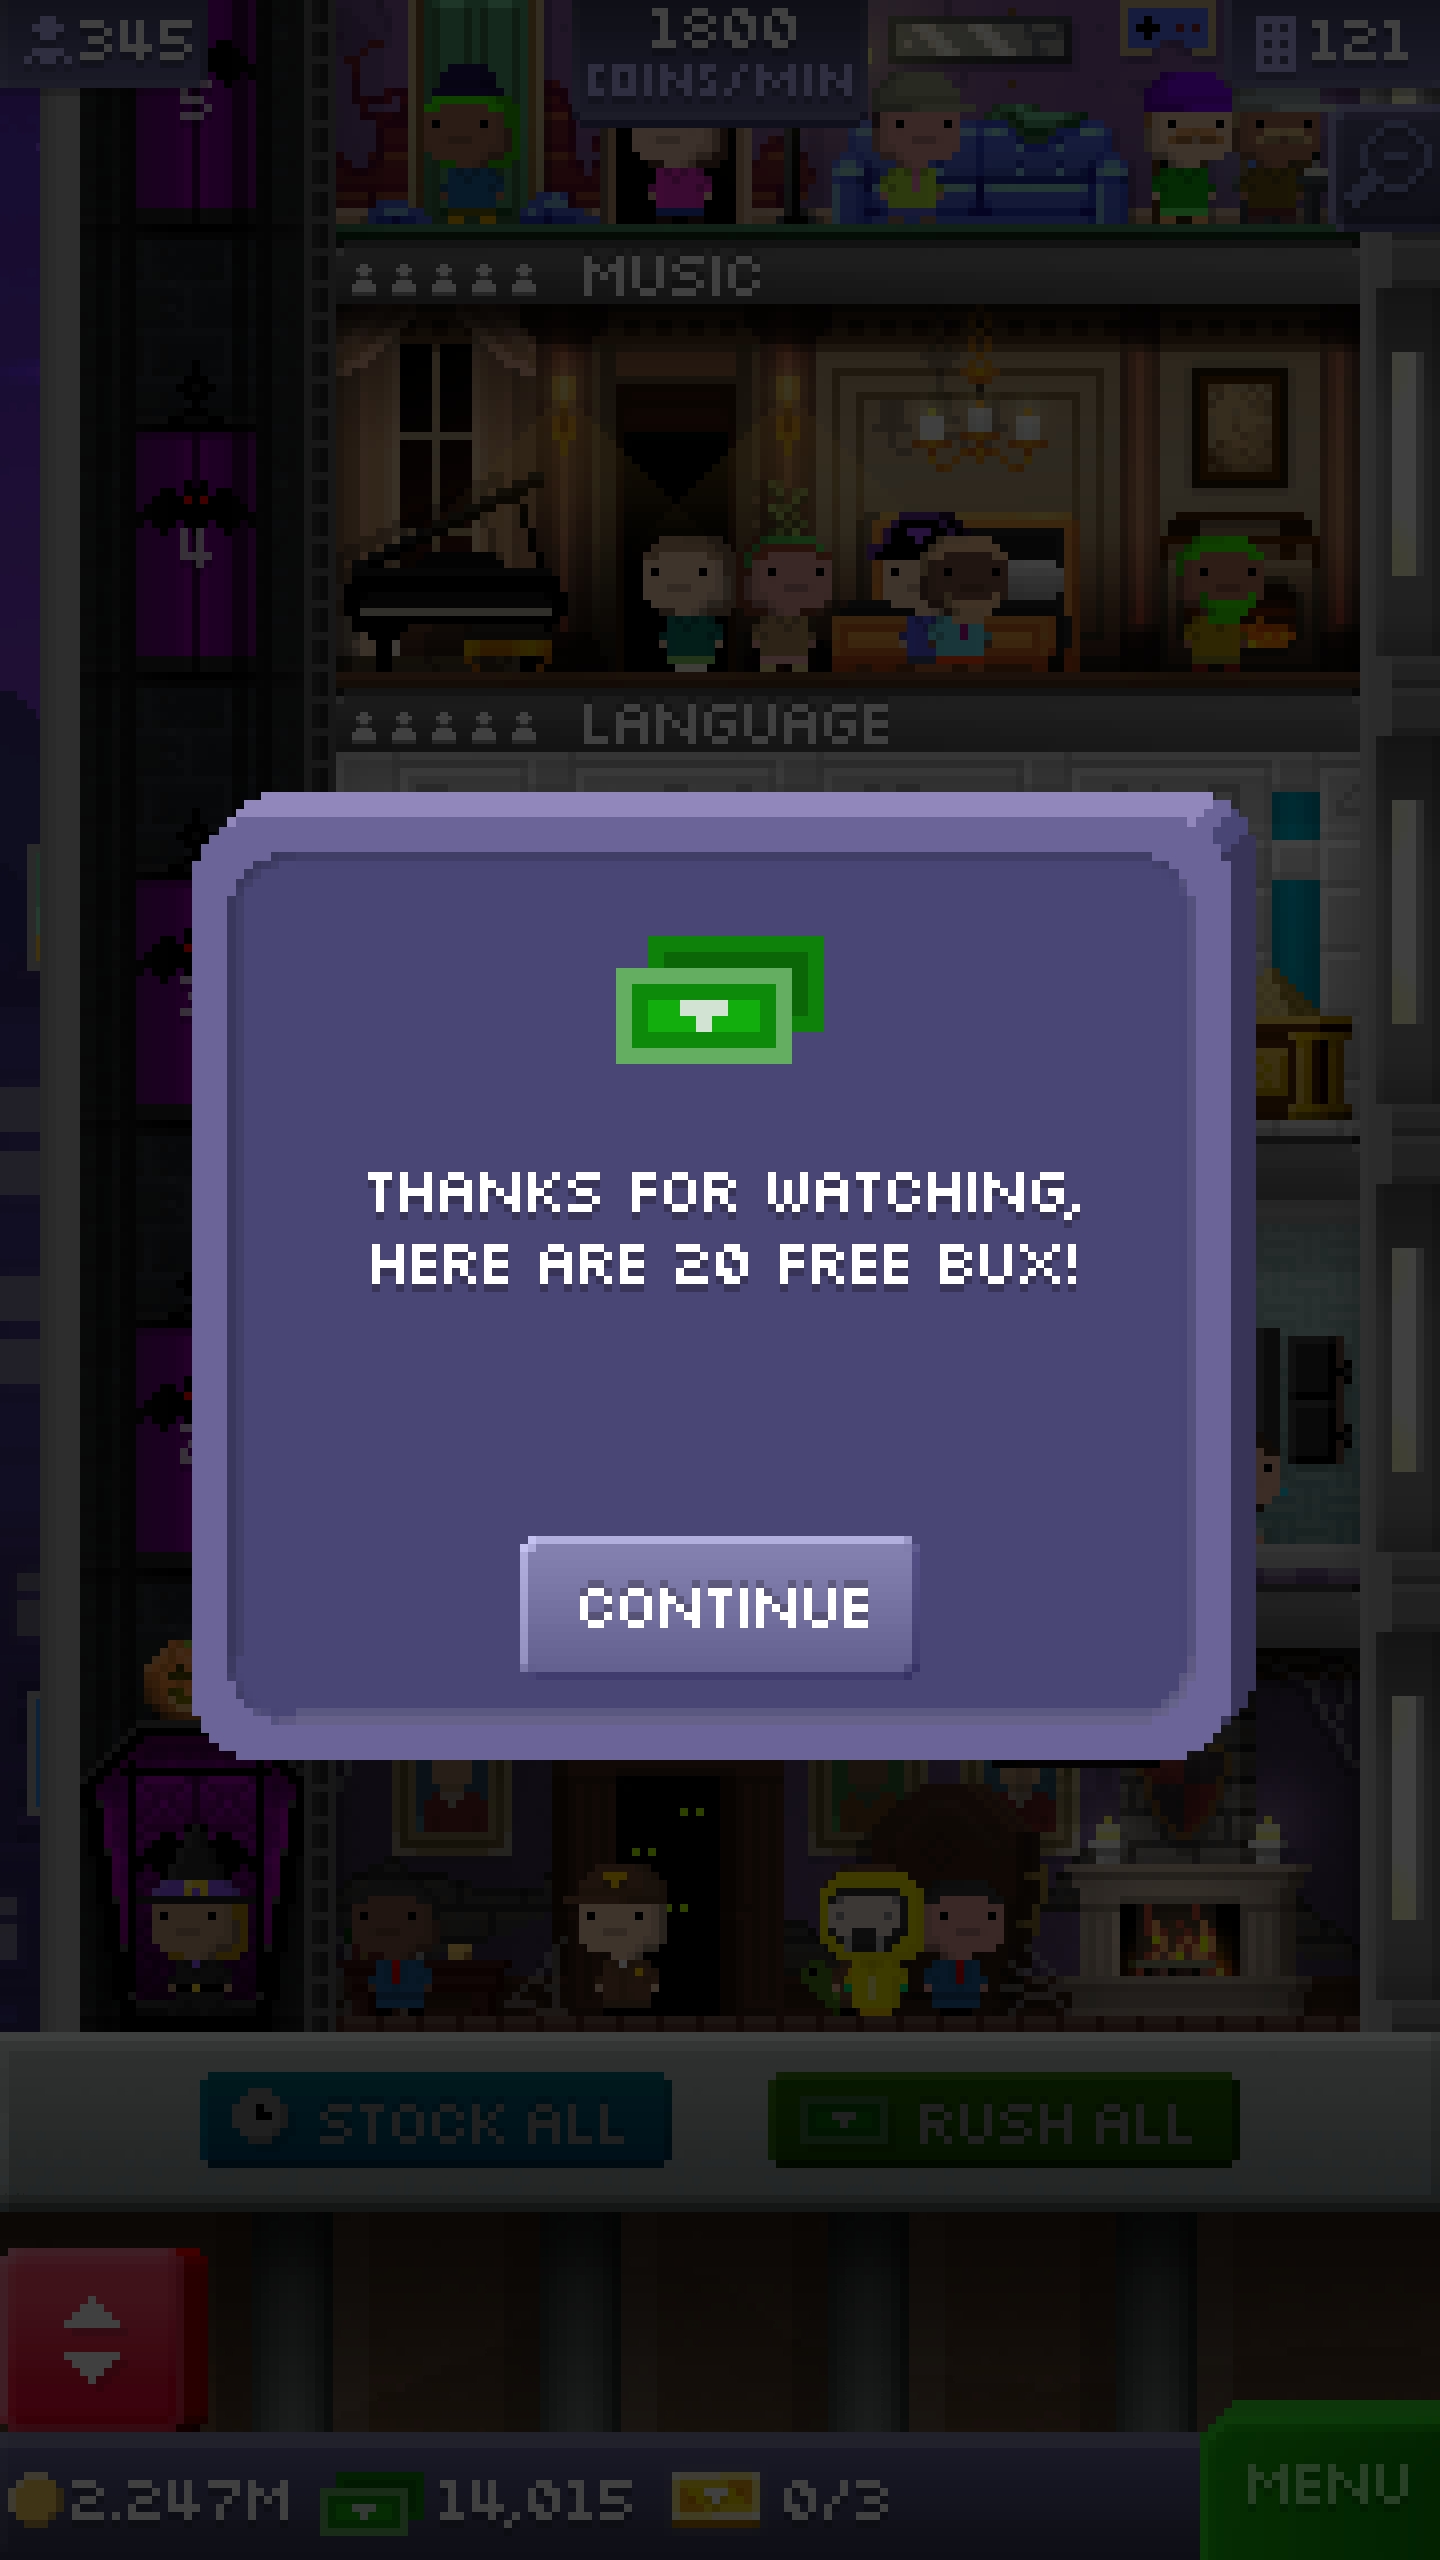 345
1800
COINS/MIN
121
5
MUSIC
4
LANGUAGE
THANKS FOR WATCHING,
HERE ARE 20 FREE BUX!
CONTINUE
STOCK ALL
RUSH ALL
2.247M
14,015
0/3
MENU